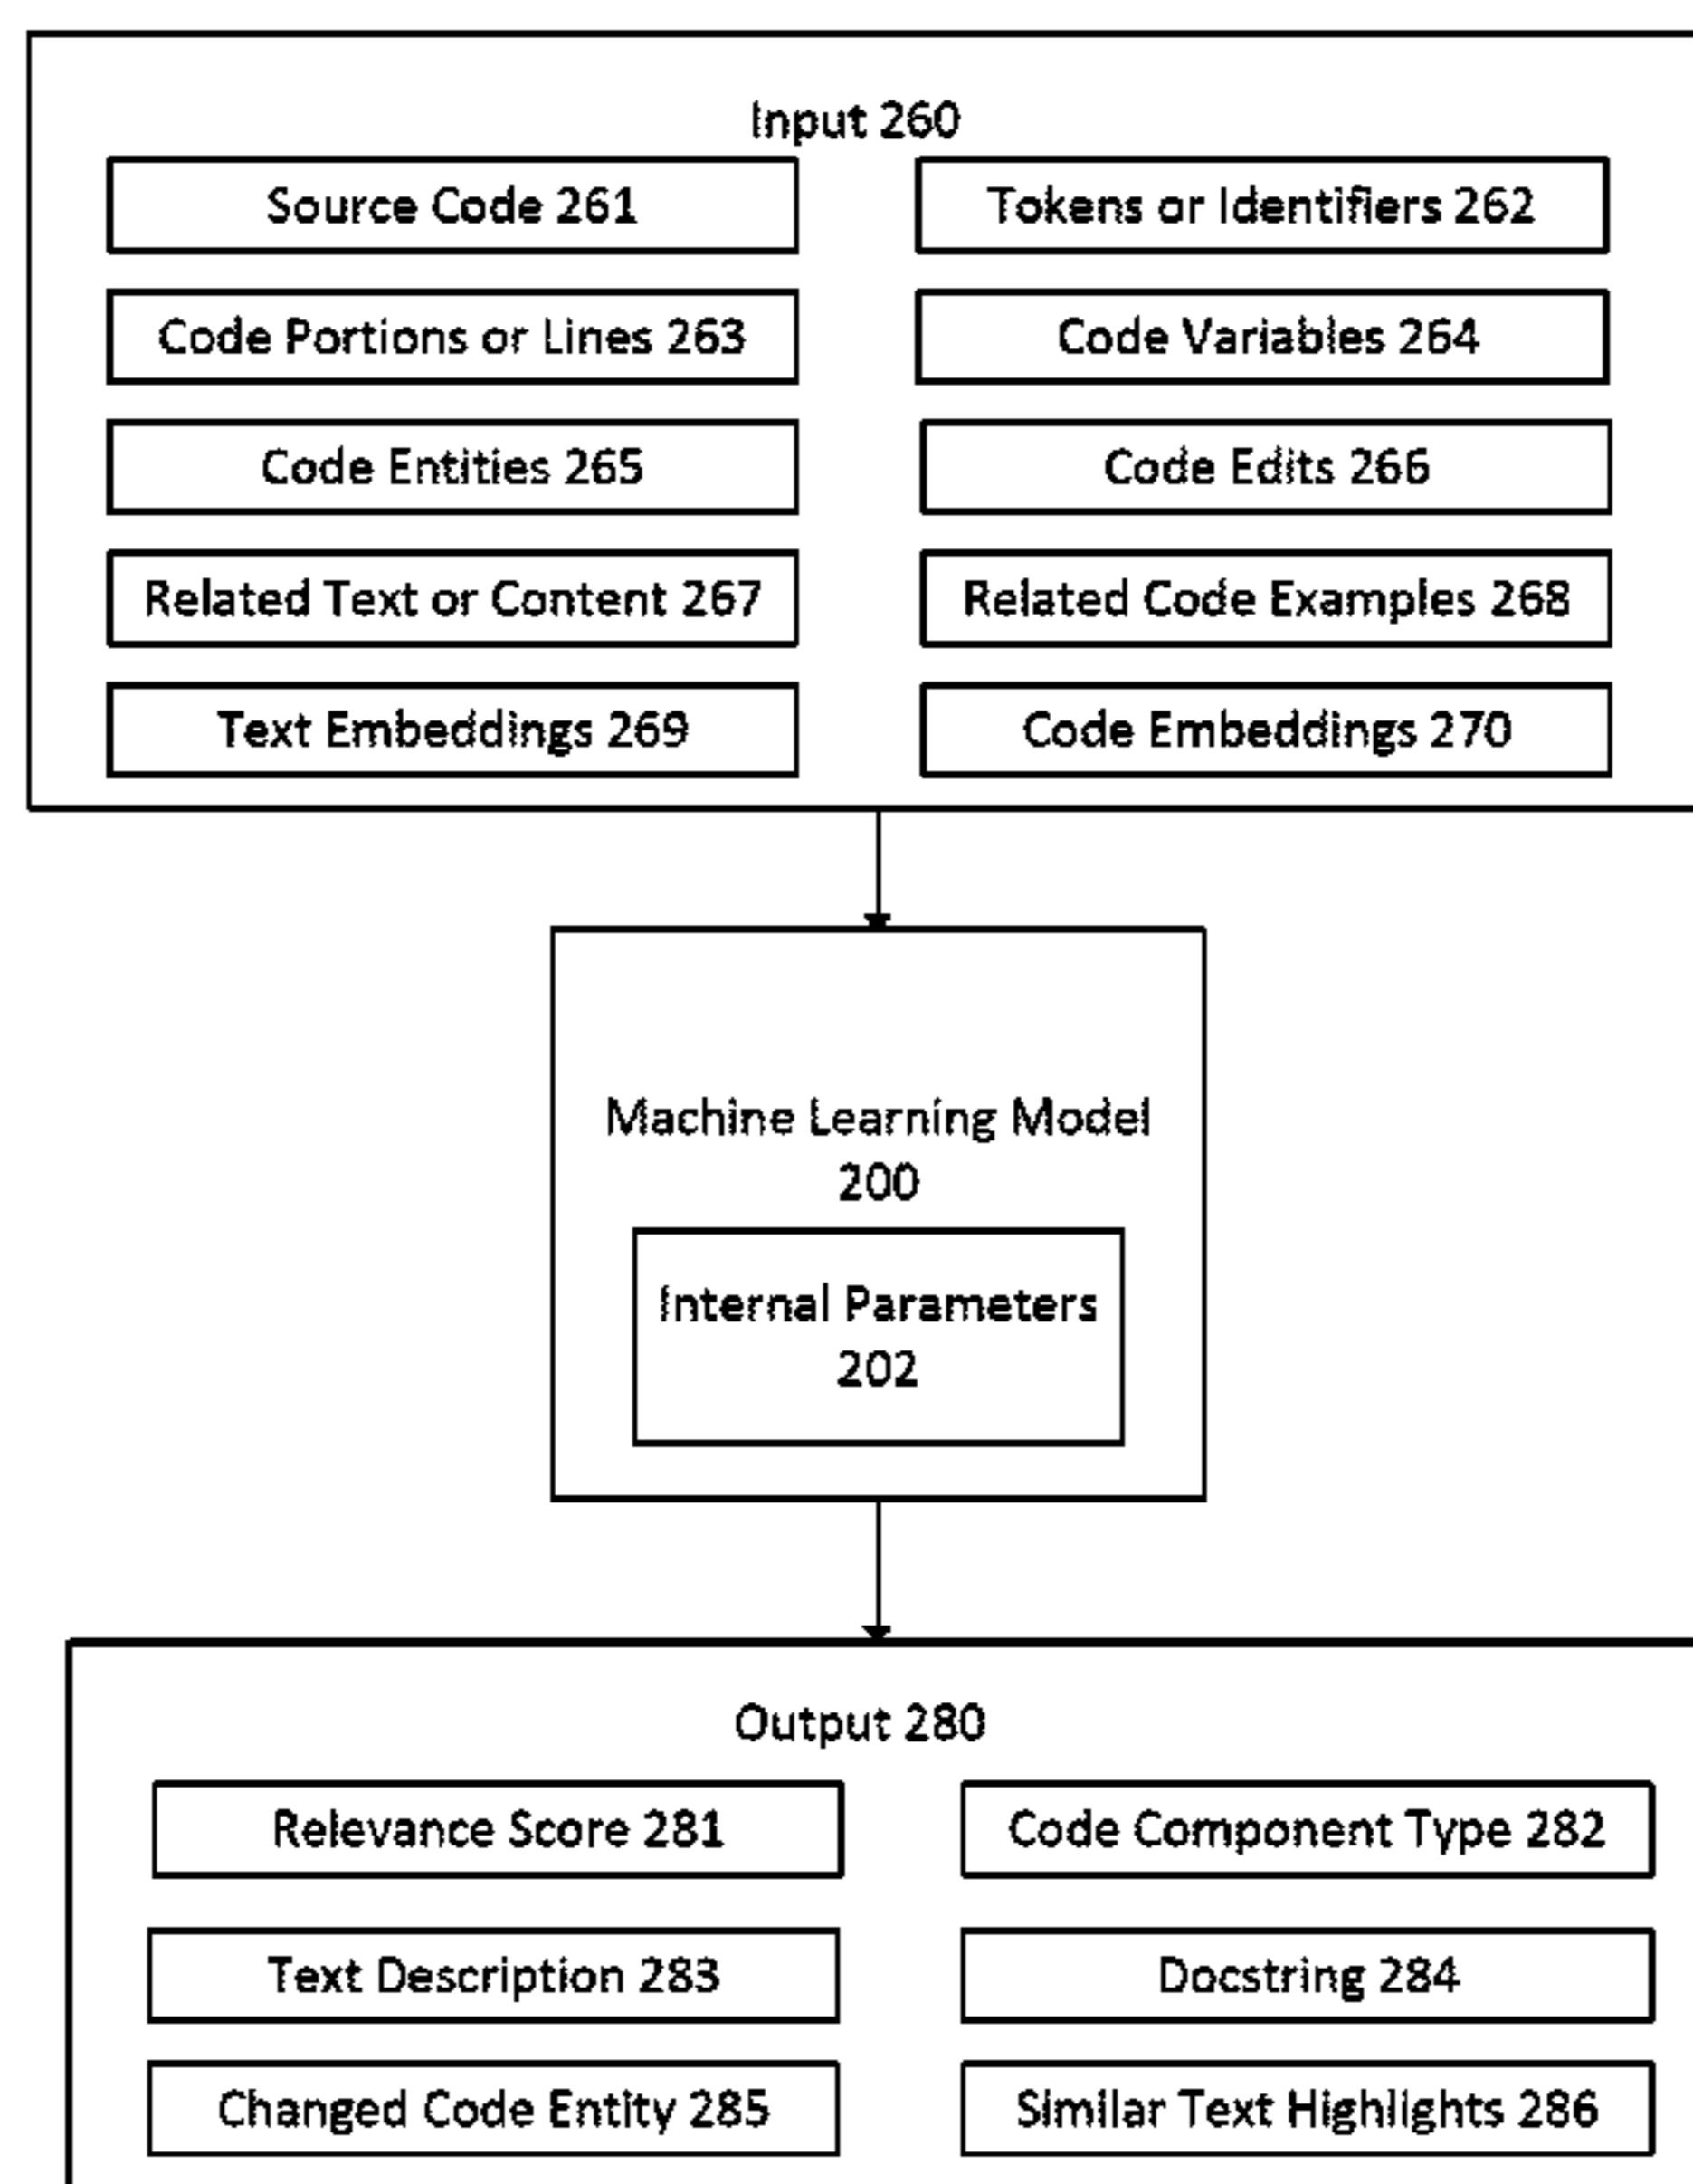 Input 260
Source Code 261
Tokens or Identifiers 262
Code Portions or Lines 263
Code Variables 264
Code Entities 265
Code Edits 266
Related Text or Content 267
Related Code Examples 268
Text Embeddings 269
Code Embeddings 270
Machine Learning Model
200
Internal Parameters
202
Output 280
Relevance Score 281
Code Component Type 282
Text Description 283
Docstring 284
Changed Code Entity 285
Similar Text Highlights 286